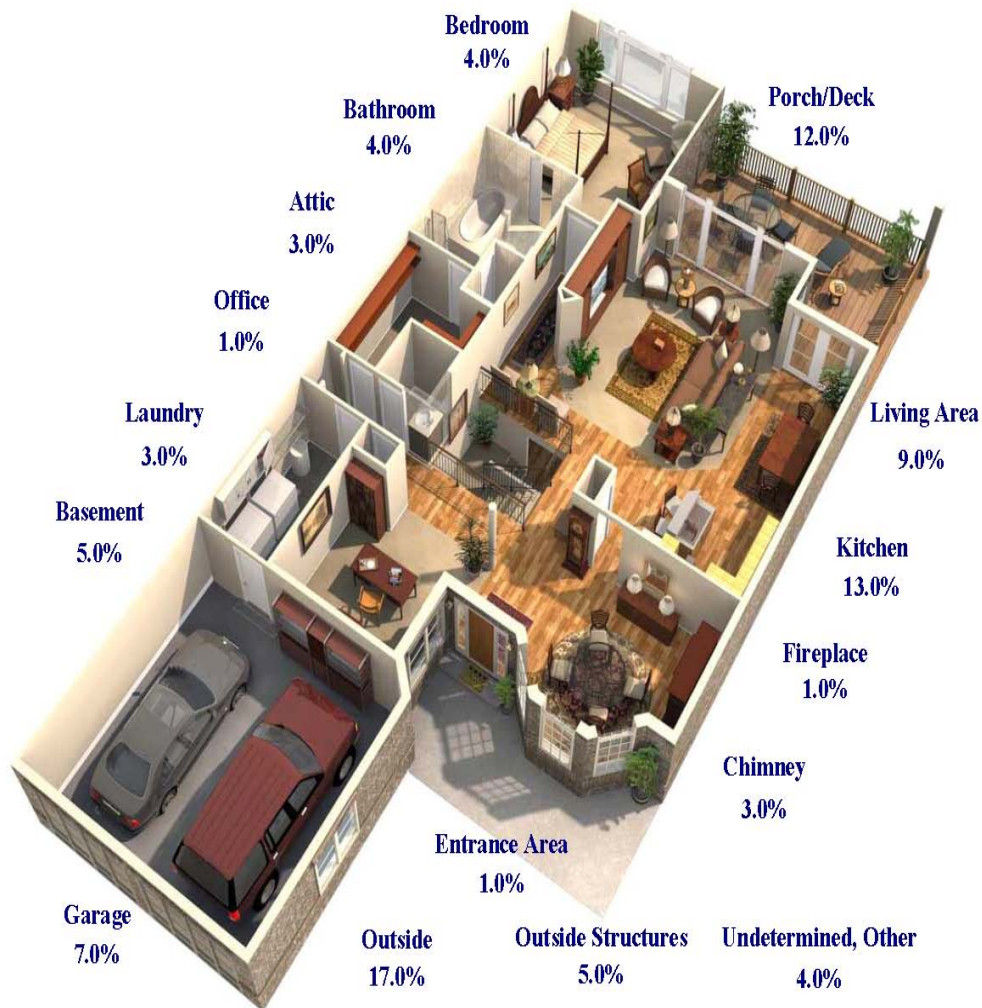 Bedroom
4.0%
Porch/Deck
12.0%
Bathroom
4.0%
Attic
3.0%
Office
1.0%
Laundry
3.0%
Living Area
9.0%
Basement
5.0%
Kitchen
13.0%
Fireplace
1.0%
Chimney
3.0%
Entrance Area
1.0%
Garage
7.0%
Outside
17.0%
Outside Structures
5.0%
Undetermined, Other
4.0%